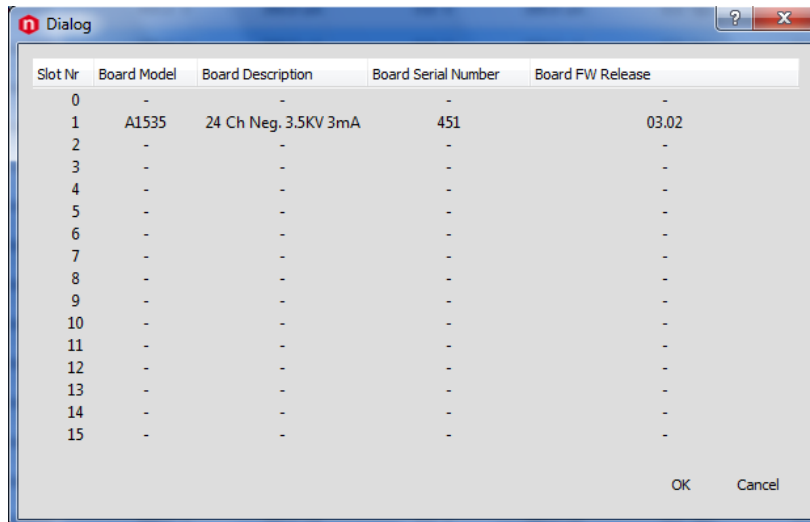 Dialog
Slot Nr Board Model Board Description Board Serial Number Board FW Release
0 - - - -
1 A1535 24 Ch Neg. 3.5KV 3mA 451 03.02
2 - - - -
3 - - - -
4 - - - -
5 - - - -
6 - - - -
7 - - - -
8 - - - -
9 - - - -
10 - - - -
11 - - - -
12 - - - -
13 - - - -
14 - - - -
15 - - - -
OK Cancel